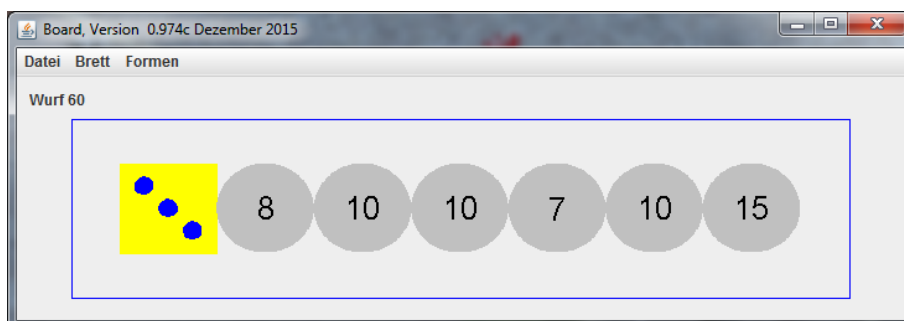 Board, Version 0.974c Dezember 2015
Datei Brett Formen
Wurf 60
8 10 10 7 10 15